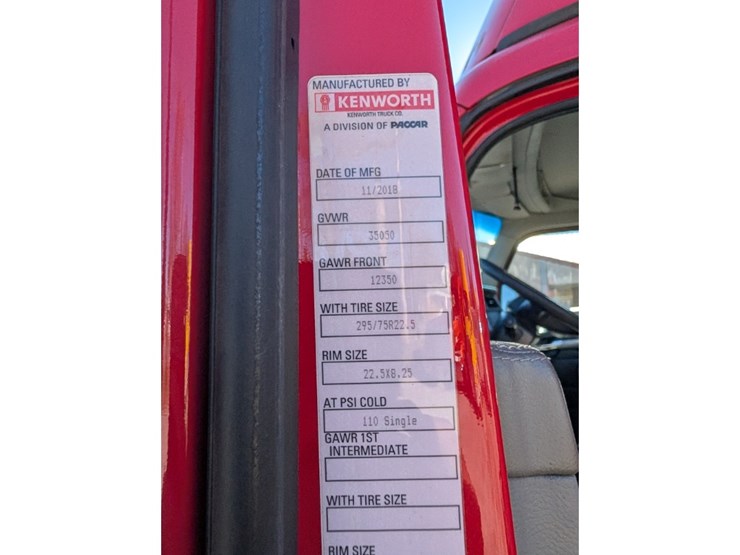 MANUFACTURED BY
KENWORTH
KENWORTH TRUCK CO.
A DIVISION OF PACCAR
DATE OF MFG
11/2018
GVWR
35050
GAWR FRONT
12350
WITH TIRE SIZE
295/75R22.5
RIM SIZE
22.5X8.25
AT PSI COLD
110 Single
GAWR 1ST
INTERMEDIATE
WITH TIRE SIZE
RIM SIZE